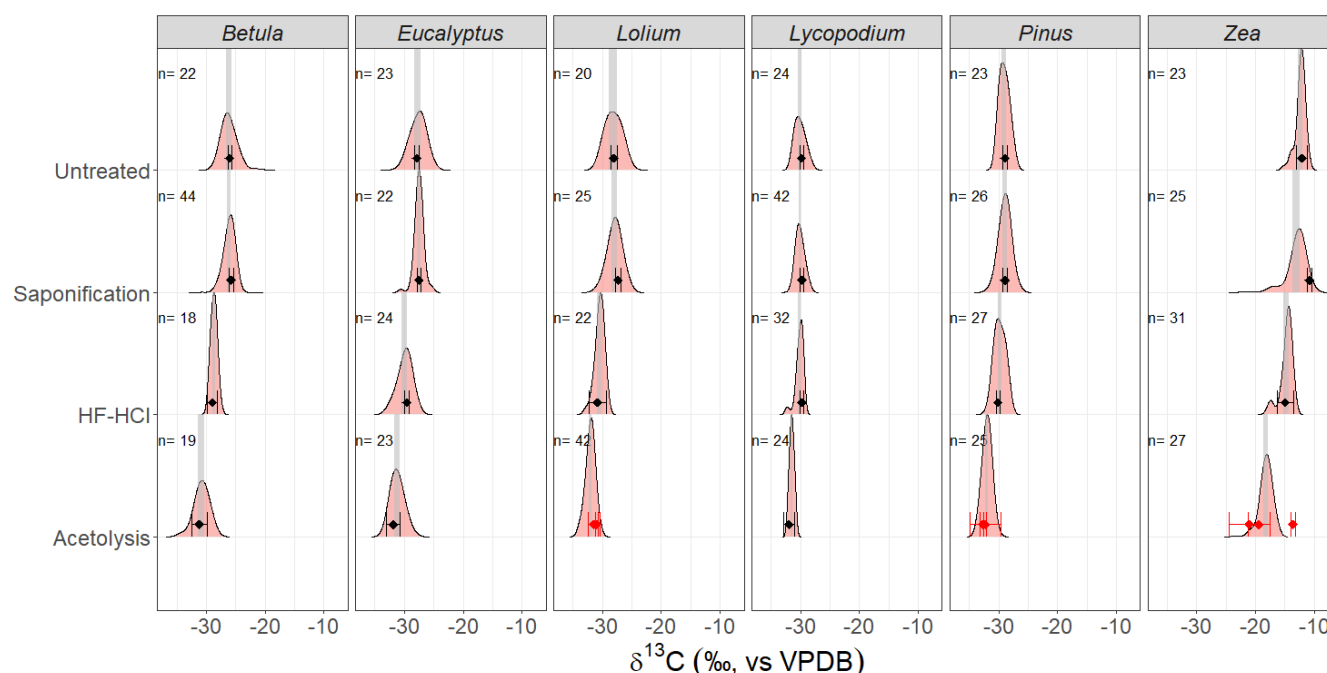 Betula Eucalyptus Lolium Lycopodium Pinus Zea
n= 22 n= 23 n= 20 n= 24 n= 23 n= 23
Untreated
n= 44 n= 22 n= 25 n= 42 n= 26 n= 25
Saponification
n= 18 n= 24 n= 22 n= 32 n= 27 n= 31
HF-HCl
n= 19 n= 23 n= 42 n= 24 n= 25 n= 27
Acetolysis
-30 -20 -10 -30 -20 -10 -30 -20 -10 -30 -20 -10 -30 -20 -10 -30 -20 -10
δ¹³C (‰, vs VPDB)